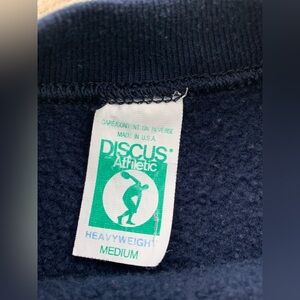 CARE/CONTENT ON REVERSE
MADE IN U.S.A.
DISCUS
Athletic
HEAVYWEIGHT
MEDIUM